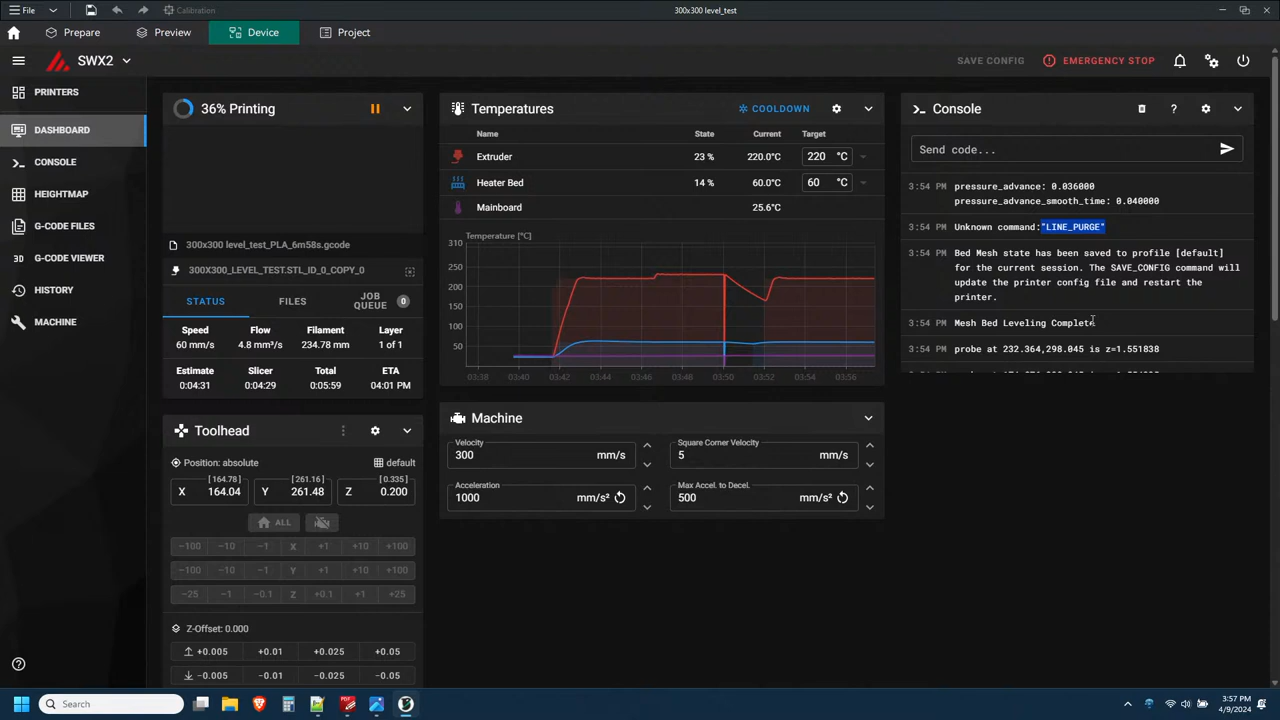 File
Calibration
300x300 level_test
Prepare
Preview
Device
Project
SWX2
SAVE CONFIG
EMERGENCY STOP
PRINTERS
DASHBOARD
CONSOLE
HEIGHTMAP
G-CODE FILES
3D G-CODE VIEWER
HISTORY
MACHINE
36% Printing
300x300 level_test_PLA_6m58s.gcode
300X300_LEVEL_TEST.STL_ID_0_COPY_0
STATUS FILES JOB QUEUE 0
Speed Flow Filament Layer
60 mm/s 4.8 mm³/s 234.78 mm 1 of 1
Estimate Slicer Total ETA
0:04:31 0:04:29 0:05:59 04:01 PM
Toolhead
Position: absolute default
[164.78] [261.16] [0.335]
X 164.04 Y 261.48 Z 0.200
ALL
−100 −10 −1 X +1 +10 +100
−100 −10 −1 Y +1 +10 +100
−25 −1 −0.1 Z +0.1 +1 +25
Z-Offset: 0.000
+0.005 +0.01 +0.025 +0.05
-0.005 -0.01 -0.025 -0.05
Temperatures
COOLDOWN
Name State Current Target
Extruder 23 % 220.0°C 220 °C
Heater Bed 14 % 60.0°C 60 °C
Mainboard 25.6°C
Temperature [°C]
310
250
200
150
100
50
03:38 03:40 03:42 03:44 03:46 03:48 03:50 03:52 03:54 03:56
Machine
Velocity
300 mm/s
Square Corner Velocity
5 mm/s
Acceleration
1000 mm/s²
Max Accel. to Decel.
500 mm/s²
Console
?
Send code...
3:54 PM pressure_advance: 0.036000
pressure_advance_smooth_time: 0.040000
3:54 PM Unknown command:"LINE_PURGE"
3:54 PM Bed Mesh state has been saved to profile [default]
for the current session. The SAVE_CONFIG command will
update the printer config file and restart the
printer.
3:54 PM Mesh Bed Leveling Complete
3:54 PM probe at 232.364,298.045 is z=1.551838
?
Search
3:57 PM
4/9/2024